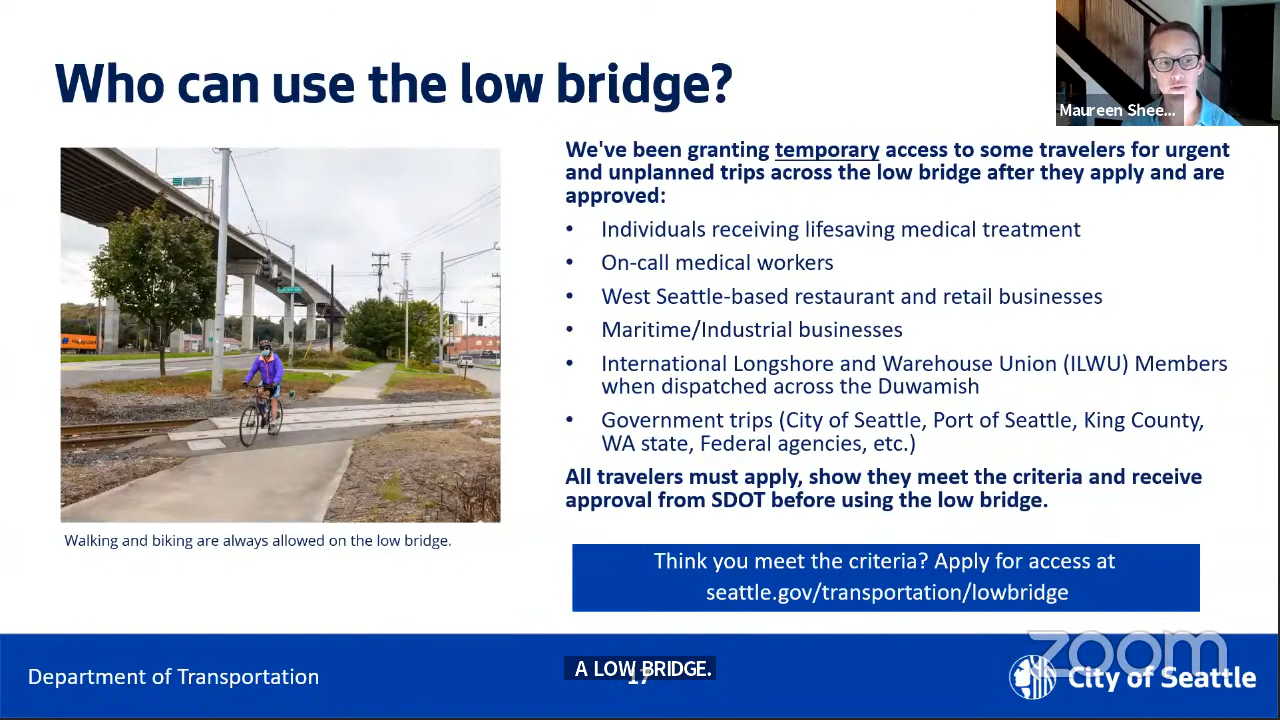 Who can use the low bridge?
Maureen Shee...
We've been granting temporary access to some travelers for urgent
and unplanned trips across the low bridge after they apply and are
approved:
• Individuals receiving lifesaving medical treatment
• On-call medical workers
• West Seattle-based restaurant and retail businesses
• Maritime/Industrial businesses
• International Longshore and Warehouse Union (ILWU) Members
when dispatched across the Duwamish
• Government trips (City of Seattle, Port of Seattle, King County,
WA state, Federal agencies, etc.)
All travelers must apply, show they meet the criteria and receive
approval from SDOT before using the low bridge.
Walking and biking are always allowed on the low bridge.
Think you meet the criteria? Apply for access at
seattle.gov/transportation/lowbridge
Department of Transportation
A LOW BRIDGE.
17
zoom
City of Seattle